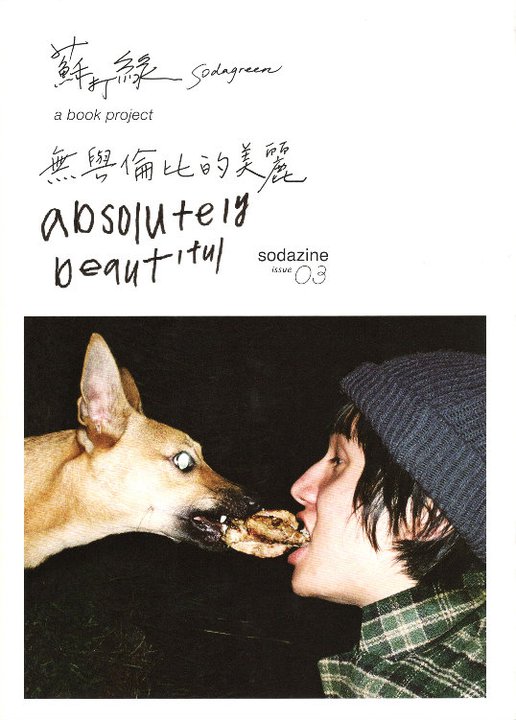 蘇打綠 sodagreen
a book project
無與倫比的美麗
absolutely
beautiful
sodazine
issue 03